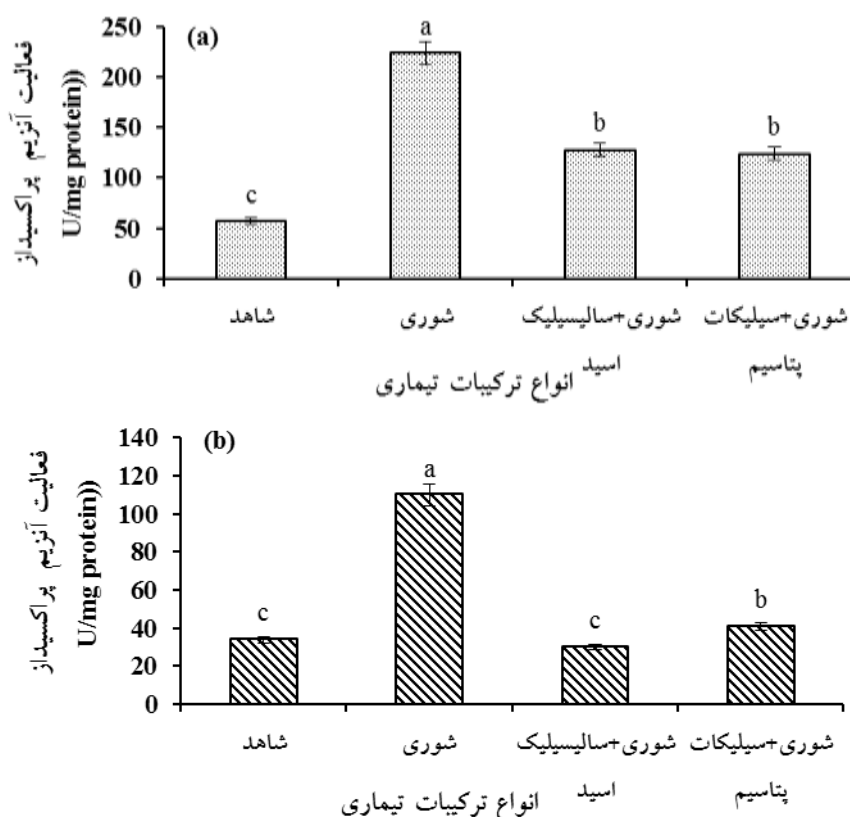 (a)
فعالیت آنزیم پراکسیداز
U/mg protein))
250
200
150
100
50
0
c
a
b
b
شاهد
شوری
شوری+سالیسیلیک
اسید
شوری+سیلیکات
پتاسیم
انواع ترکیبات تیماری
(b)
فعالیت آنزیم پراکسیداز
U/mg protein))
140
120
100
80
60
40
20
0
c
a
c
b
شاهد
شوری
شوری+سالیسیلیک
اسید
شوری+سیلیکات
پتاسیم
انواع ترکیبات تیماری